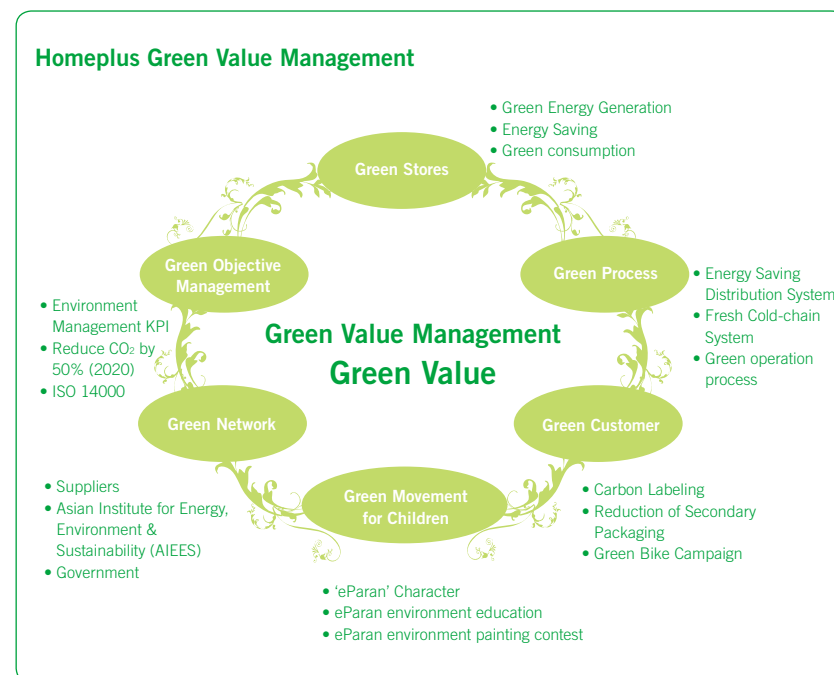 Homeplus Green Value Management
Green Stores
• Green Energy Generation
• Energy Saving
• Green consumption
Green Process
• Energy Saving
Distribution System
• Fresh Cold-chain
System
• Green operation
process
Green Customer
• Carbon Labeling
• Reduction of Secondary
Packaging
• Green Bike Campaign
Green Movement
for Children
• ‘eParan’ Character
• eParan environment education
• eParan environment painting contest
Green Network
• Suppliers
• Asian Institute for Energy,
Environment &
Sustainability (AIEES)
• Government
Green Objective
Management
• Environment
Management KPI
• Reduce CO₂ by
50% (2020)
• ISO 14000
Green Value Management
Green Value